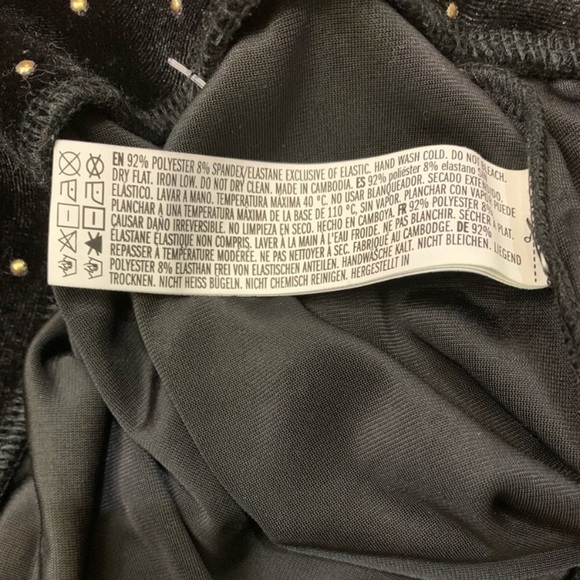 EN 92% POLYESTER 8% SPANDEX/ELASTANE EXCLUSIVE OF ELASTIC. HAND WASH COLD. DO NOT BLEACH.
DRY FLAT. IRON LOW. DO NOT DRY CLEAN. MADE IN CAMBODIA. ES 92% poliéster 8% elastano sin
ELÁSTICO. LAVAR A MANO. TEMPERATURA MÁXIMA 40 °C. NO USAR BLANQUEADOR. SECADO EXTENDIDO.
PLANCHAR A UNA TEMPERATURA MÁXIMA DE LA BASE DE 110 °C, SIN VAPOR. PLANCHAR CON VAPOR PUEDE
CAUSAR DAÑO IRREVERSIBLE. NO LIMPIEZA EN SECO. HECHO EN CAMBOYA. FR 92% POLYESTER 8%
ELASTANE ÉLASTIQUE NON COMPRIS. LAVER À LA MAIN À L'EAU FROIDE. NE PAS BLANCHIR. SÉCHER À PLAT.
REPASSER À TEMPÉRATURE MODÉRÉE. NE PAS NETTOYER À SEC. FABRIQUÉ AU CAMBODGE. DE 92%
POLYESTER 8% ELASTHAN FREI VON ELASTISCHEN ANTEILEN. HANDWÄSCHE KALT. NICHT BLEICHEN. LIEGEND
TROCKNEN. NICHT HEISS BÜGELN. NICHT CHEMISCH REINIGEN. HERGESTELLT IN